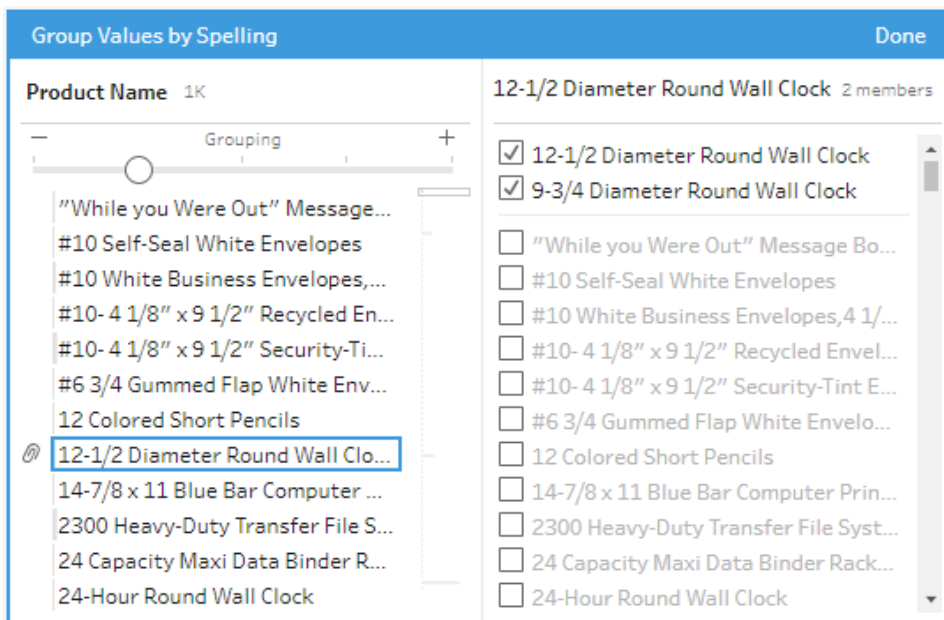 Group Values by Spelling Done
Product Name 1K
− Grouping +
"While you Were Out" Message...
#10 Self-Seal White Envelopes
#10 White Business Envelopes,...
#10- 4 1/8" x 9 1/2" Recycled En...
#10- 4 1/8" x 9 1/2" Security-Ti...
#6 3/4 Gummed Flap White Env...
12 Colored Short Pencils
12-1/2 Diameter Round Wall Clo...
14-7/8 x 11 Blue Bar Computer ...
2300 Heavy-Duty Transfer File S...
24 Capacity Maxi Data Binder R...
24-Hour Round Wall Clock
12-1/2 Diameter Round Wall Clock 2 members
12-1/2 Diameter Round Wall Clock
9-3/4 Diameter Round Wall Clock
"While you Were Out" Message Bo...
#10 Self-Seal White Envelopes
#10 White Business Envelopes,4 1/...
#10- 4 1/8" x 9 1/2" Recycled Envel...
#10- 4 1/8" x 9 1/2" Security-Tint E...
#6 3/4 Gummed Flap White Envelo...
12 Colored Short Pencils
14-7/8 x 11 Blue Bar Computer Prin...
2300 Heavy-Duty Transfer File Syst...
24 Capacity Maxi Data Binder Rack...
24-Hour Round Wall Clock